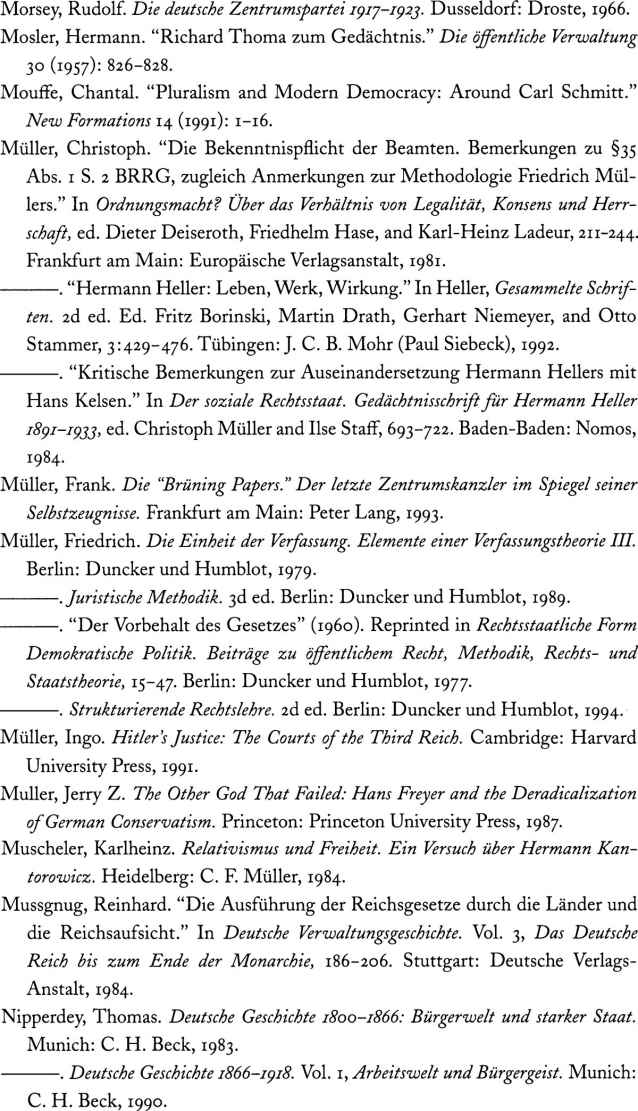 Morsey, Rudolf. Die deutsche Zentrumspartei 1917–1923. Dusseldorf: Droste, 1966.
Mosler, Hermann. “Richard Thoma zum Gedächtnis.” Die öffentliche Verwaltung
30 (1957): 826–828.
Mouffe, Chantal. “Pluralism and Modern Democracy: Around Carl Schmitt.”
New Formations 14 (1991): 1–16.
Müller, Christoph. “Die Bekenntnispflicht der Beamten. Bemerkungen zu §35
Abs. 1 S. 2 BRRG, zugleich Anmerkungen zur Methodologie Friedrich Mül-
lers.” In Ordnungsmacht? Über das Verhältnis von Legalität, Konsens und Herr-
schaft, ed. Dieter Deiseroth, Friedhelm Hase, and Karl-Heinz Ladeur, 211–244.
Frankfurt am Main: Europäische Verlagsanstalt, 1981.
———. “Hermann Heller: Leben, Werk, Wirkung.” In Heller, Gesammelte Schrif-
ten. 2d ed. Ed. Fritz Borinski, Martin Drath, Gerhart Niemeyer, and Otto
Stammer, 3:429–476. Tübingen: J. C. B. Mohr (Paul Siebeck), 1992.
———. “Kritische Bemerkungen zur Auseinandersetzung Hermann Hellers mit
Hans Kelsen.” In Der soziale Rechtsstaat. Gedächtnisschrift für Hermann Heller
1891–1933, ed. Christoph Müller and Ilse Staff, 693–722. Baden-Baden: Nomos,
1984.
Müller, Frank. Die “Brüning Papers.” Der letzte Zentrumskanzler im Spiegel seiner
Selbstzeugnisse. Frankfurt am Main: Peter Lang, 1993.
Müller, Friedrich. Die Einheit der Verfassung. Elemente einer Verfassungstheorie III.
Berlin: Duncker und Humblot, 1979.
———. Juristische Methodik. 3d ed. Berlin: Duncker und Humblot, 1989.
———. “Der Vorbehalt des Gesetzes” (1960). Reprinted in Rechtsstaatliche Form
Demokratische Politik. Beiträge zu öffentlichem Recht, Methodik, Rechts- und
Staatstheorie, 15–47. Berlin: Duncker und Humblot, 1977.
———. Strukturierende Rechtslehre. 2d ed. Berlin: Duncker und Humblot, 1994.
Müller, Ingo. Hitler’s Justice: The Courts of the Third Reich. Cambridge: Harvard
University Press, 1991.
Muller, Jerry Z. The Other God That Failed: Hans Freyer and the Deradicalization
of German Conservatism. Princeton: Princeton University Press, 1987.
Muscheler, Karlheinz. Relativismus und Freiheit. Ein Versuch über Hermann Kan-
torowicz. Heidelberg: C. F. Müller, 1984.
Mussgnug, Reinhard. “Die Ausführung der Reichsgesetze durch die Länder und
die Reichsaufsicht.” In Deutsche Verwaltungsgeschichte. Vol. 3, Das Deutsche
Reich bis zum Ende der Monarchie, 186–206. Stuttgart: Deutsche Verlags-
Anstalt, 1984.
Nipperdey, Thomas. Deutsche Geschichte 1800–1866: Bürgerwelt und starker Staat.
Munich: C. H. Beck, 1983.
———. Deutsche Geschichte 1866–1918. Vol. 1, Arbeitswelt und Bürgergeist. Munich:
C. H. Beck, 1990.